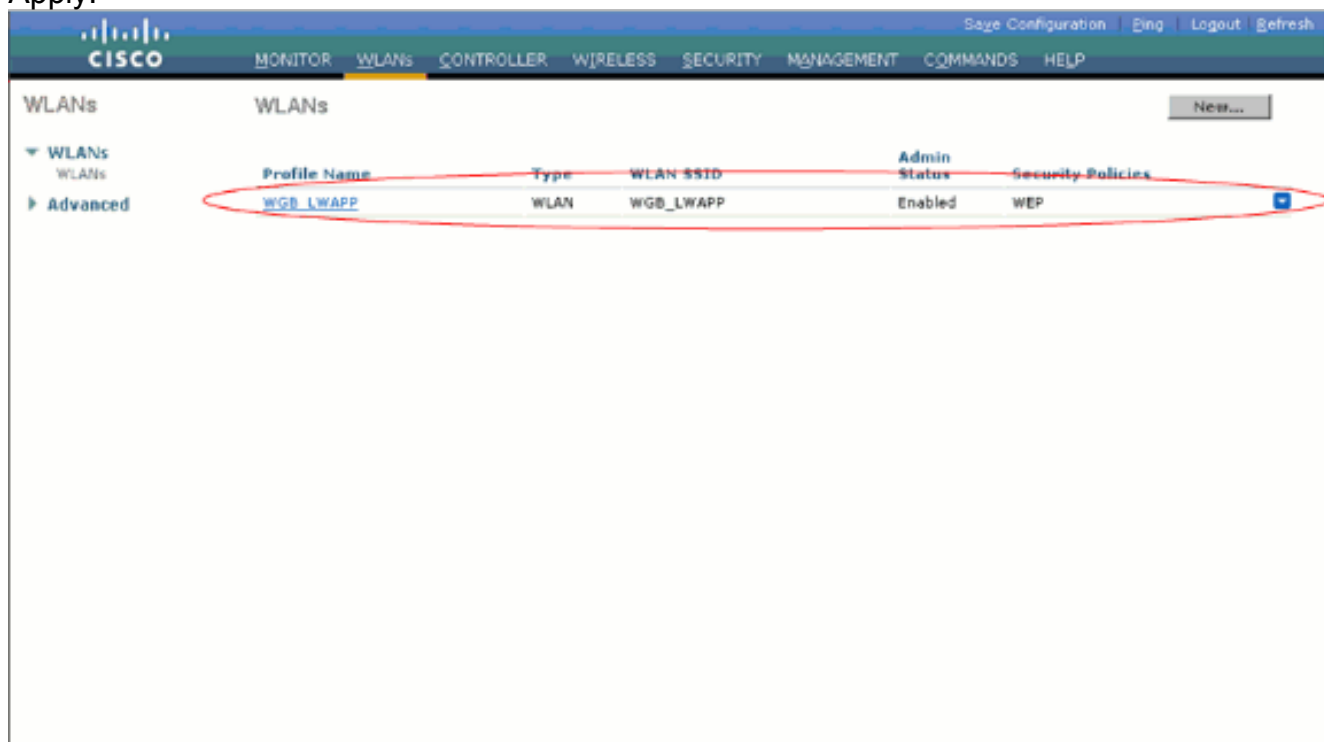 Apply.
Save Configuration | Ping | Logout | Refresh
CISCO
MONITOR WLANs CONTROLLER WIRELESS SECURITY MANAGEMENT COMMANDS HELP
WLANs
WLANs
New...
WLANs
WLANs
Advanced
Profile Name Type WLAN SSID Admin Status Security Policies
WGB_LWAPP WLAN WGB_LWAPP Enabled WEP